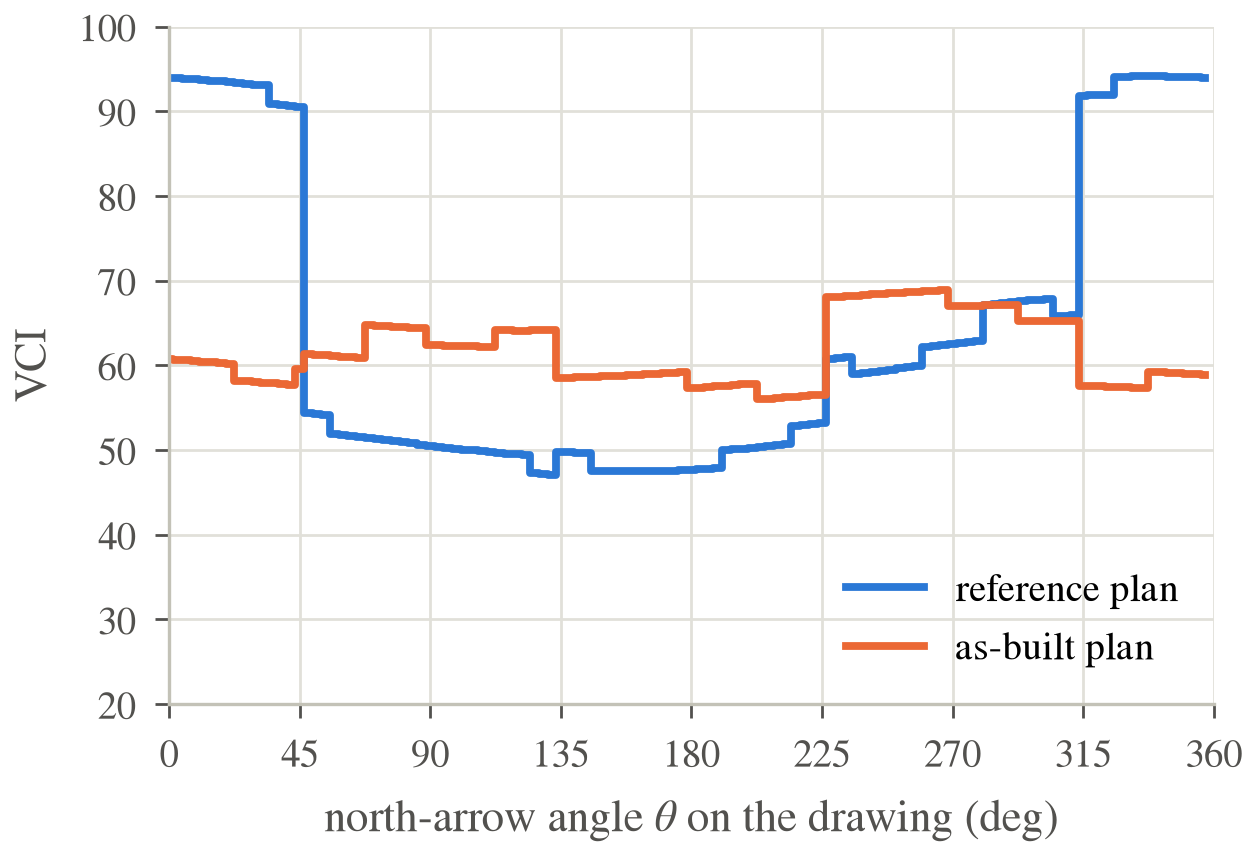 100
90
80
70
60
50
40
30
20
VCI
reference plan
as-built plan
0 45 90 135 180 225 270 315 360
north-arrow angle θ on the drawing (deg)